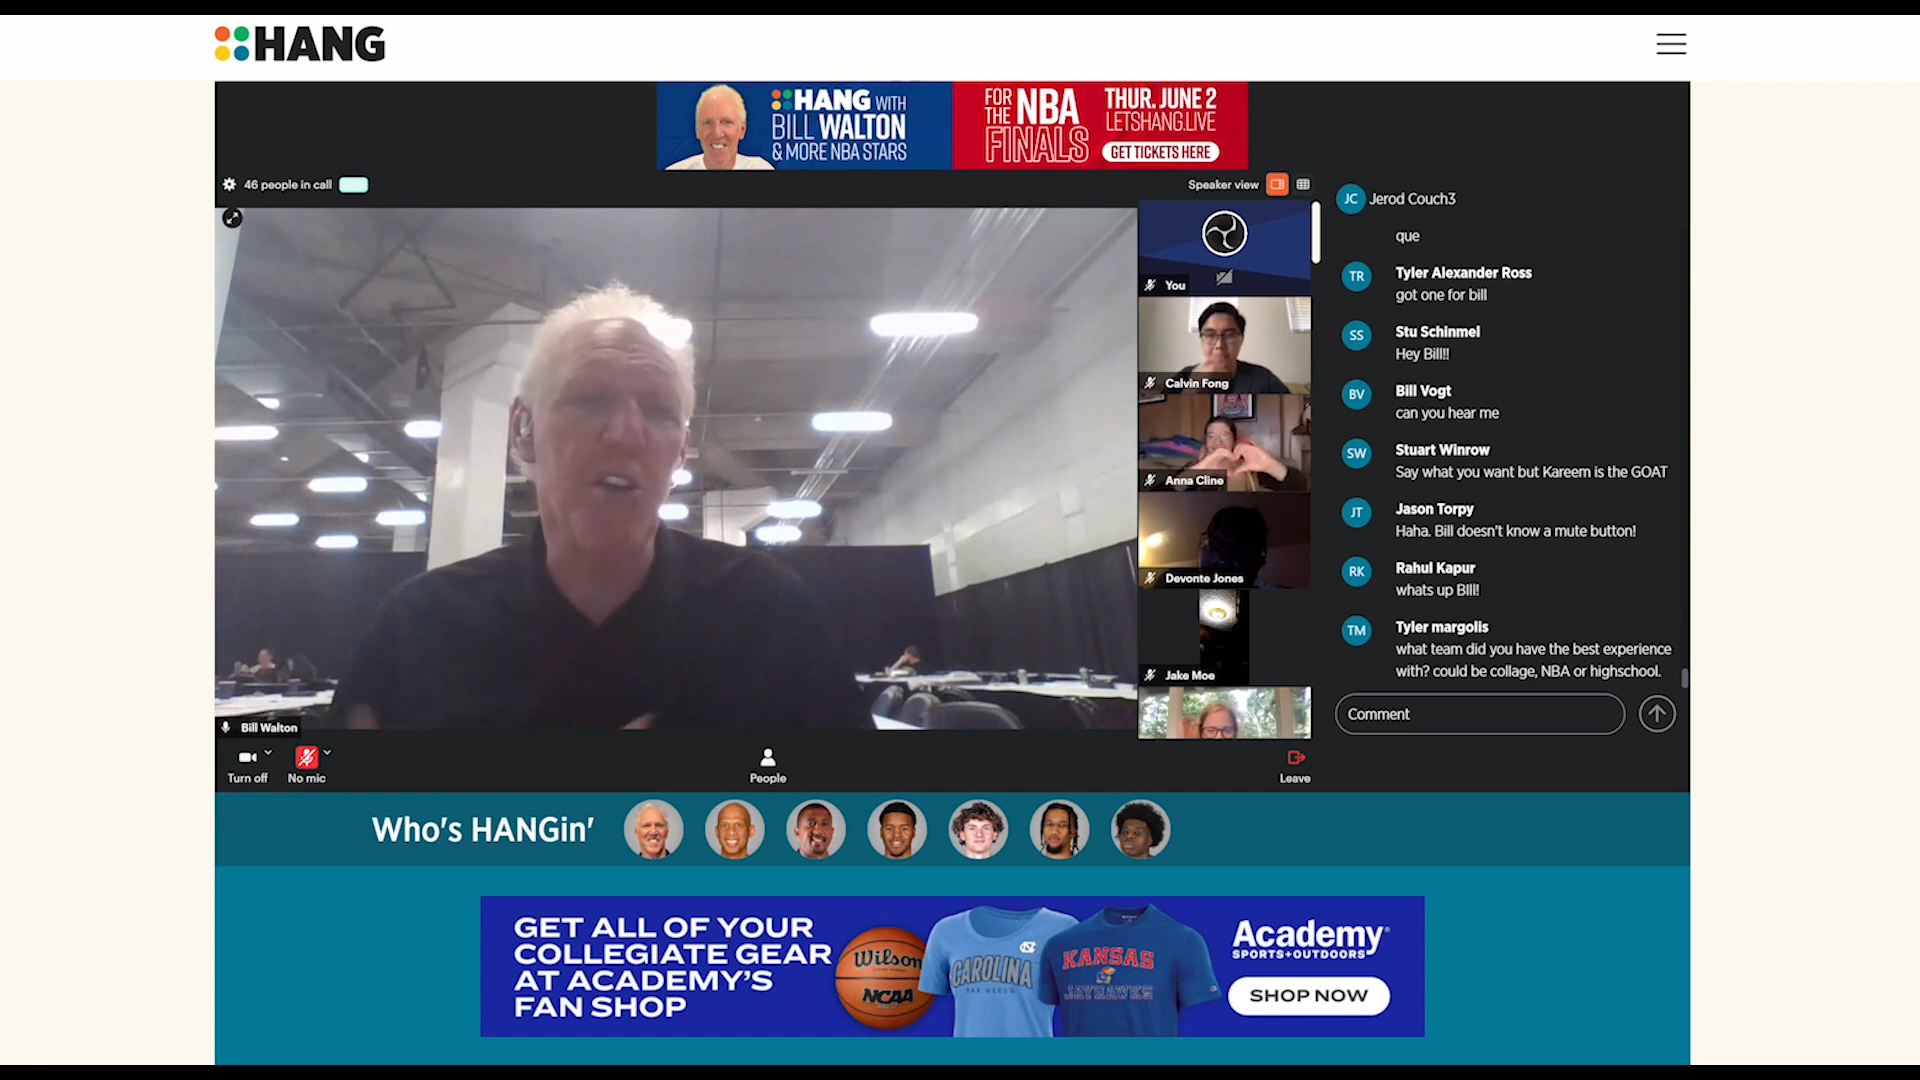 HANG
HANG WITH
BILL WALTON
& MORE NBA STARS
FOR THE NBA FINALS
THUR. JUNE 2
LETSHANG.LIVE
GET TICKETS HERE
46 people in call
Speaker view
You
Calvin Fong
Anna Cline
Devonte Jones
Jake Moe
Bill Walton
Turn off
No mic
People
Leave
JC Jerod Couch3
que
TR Tyler Alexander Ross
got one for bill
SS Stu Schinmel
Hey Bill!!
BV Bill Vogt
can you hear me
SW Stuart Winrow
Say what you want but Kareem is the GOAT
JT Jason Torpy
Haha. Bill doesn't know a mute button!
RK Rahul Kapur
whats up BIll!
TM Tyler margolis
what team did you have the best experience
with? could be collage, NBA or highschool.
Comment
Who's HANGin'
GET ALL OF YOUR
COLLEGIATE GEAR
AT ACADEMY'S
FAN SHOP
Wilson
NCAA
NC
CAROLINA
TAR HEELS
KANSAS
JAYHAWKS
Academy
SPORTS+OUTDOORS
SHOP NOW